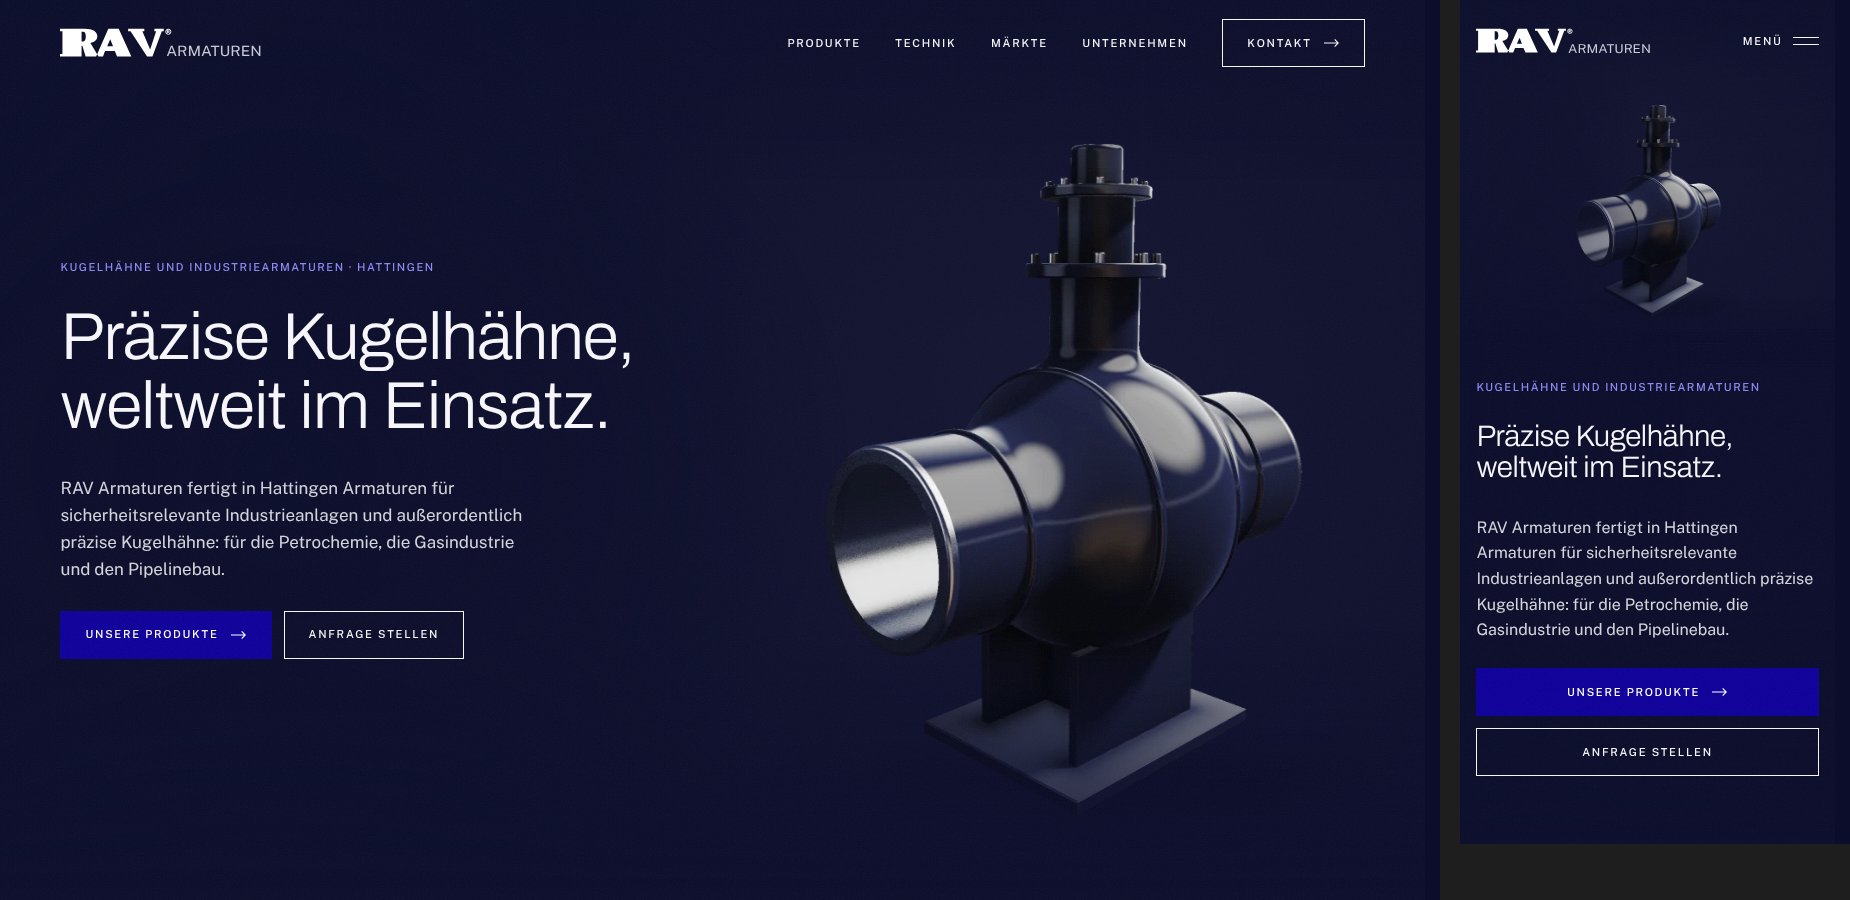 RAV® ARMATUREN
PRODUKTE TECHNIK MÄRKTE UNTERNEHMEN KONTAKT →
KUGELHÄHNE UND INDUSTRIEARMATUREN · HATTINGEN
Präzise Kugelhähne,
weltweit im Einsatz.
RAV Armaturen fertigt in Hattingen Armaturen für
sicherheitsrelevante Industrieanlagen und außerordentlich
präzise Kugelhähne: für die Petrochemie, die Gasindustrie
und den Pipelinebau.
UNSERE PRODUKTE →
ANFRAGE STELLEN
RAV® ARMATUREN
MENÜ
KUGELHÄHNE UND INDUSTRIEARMATUREN
Präzise Kugelhähne,
weltweit im Einsatz.
RAV Armaturen fertigt in Hattingen
Armaturen für sicherheitsrelevante
Industrieanlagen und außerordentlich präzise
Kugelhähne: für die Petrochemie, die
Gasindustrie und den Pipelinebau.
UNSERE PRODUKTE →
ANFRAGE STELLEN